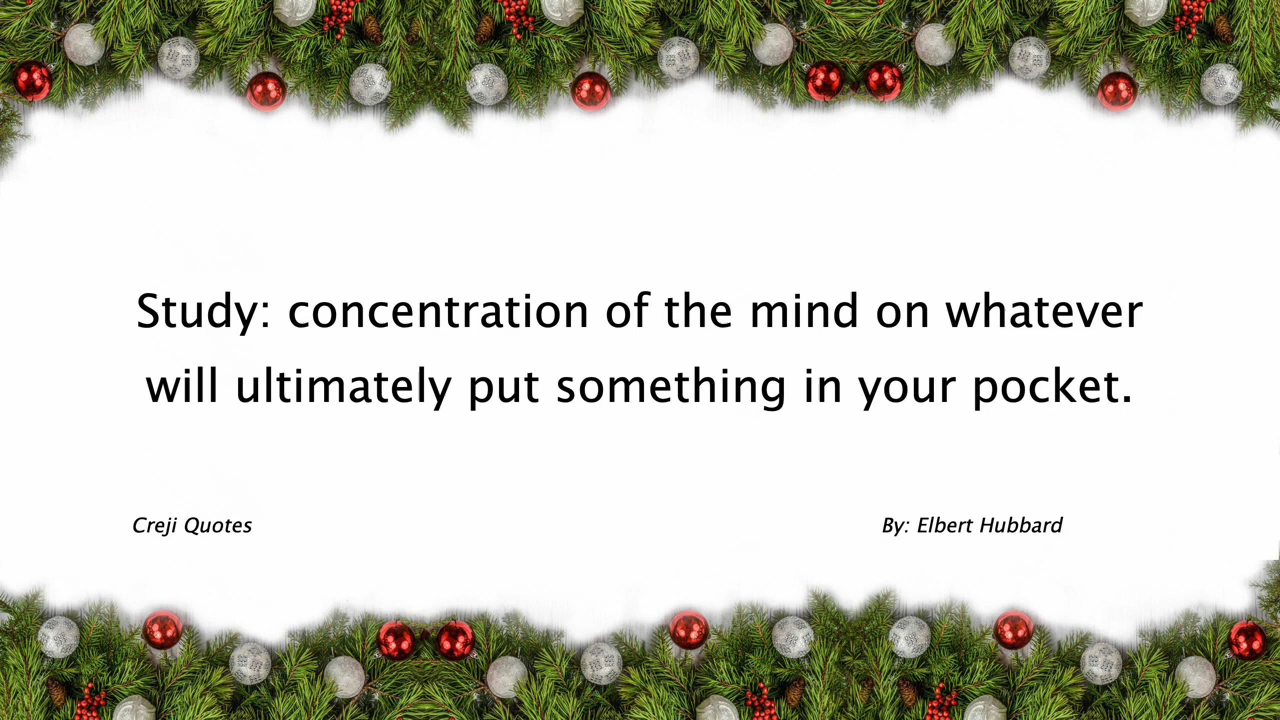 Study: concentration of the mind on whatever
will ultimately put something in your pocket.
Creji Quotes
By: Elbert Hubbard